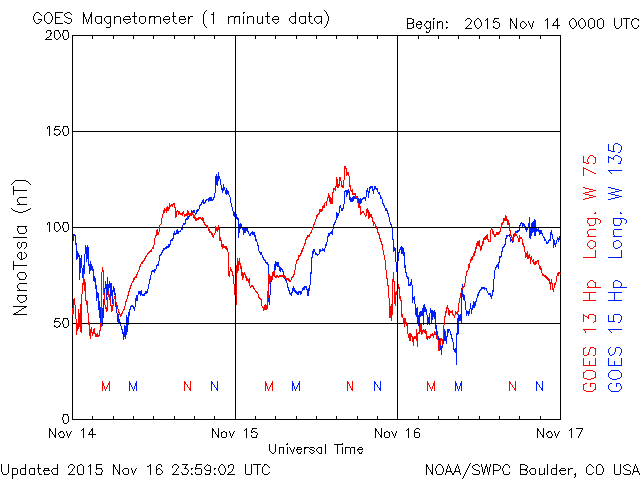 GOES Magnetometer (1 minute data)
Begin: 2015 Nov 14 0000 UTC
200
150
100
50
0
NanoTesla (nT)
M M N N M M N N M M N N
Nov 14 Nov 15 Nov 16 Nov 17
Universal Time
GOES 13 Hp Long. W 75
GOES 15 Hp Long. W 135
Updated 2015 Nov 16 23:59:02 UTC
NOAA/SWPC Boulder, CO USA